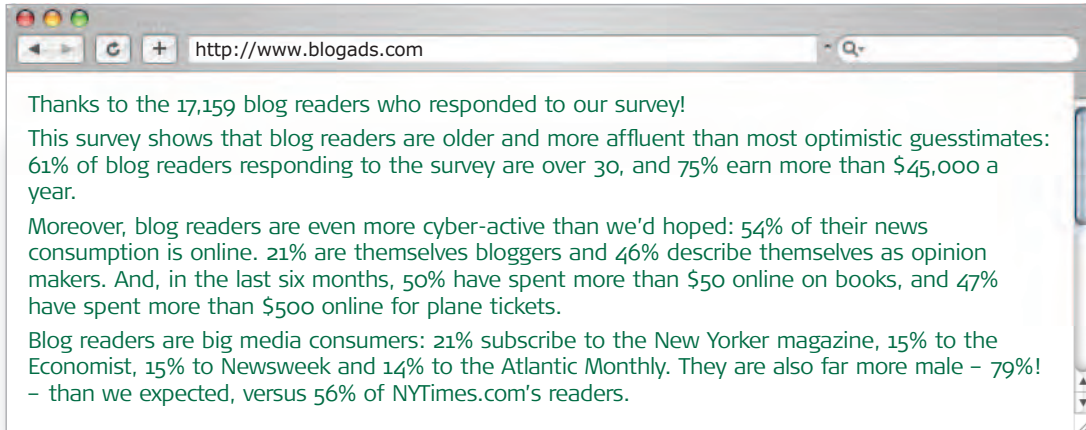 http://www.blogads.com
Thanks to the 17,159 blog readers who responded to our survey!
This survey shows that blog readers are older and more affluent than most optimistic guesstimates:
61% of blog readers responding to the survey are over 30, and 75% earn more than $45,000 a
year.
Moreover, blog readers are even more cyber-active than we'd hoped: 54% of their news
consumption is online. 21% are themselves bloggers and 46% describe themselves as opinion
makers. And, in the last six months, 50% have spent more than $50 online on books, and 47%
have spent more than $500 online for plane tickets.
Blog readers are big media consumers: 21% subscribe to the New Yorker magazine, 15% to the
Economist, 15% to Newsweek and 14% to the Atlantic Monthly. They are also far more male – 79%!
– than we expected, versus 56% of NYTimes.com's readers.